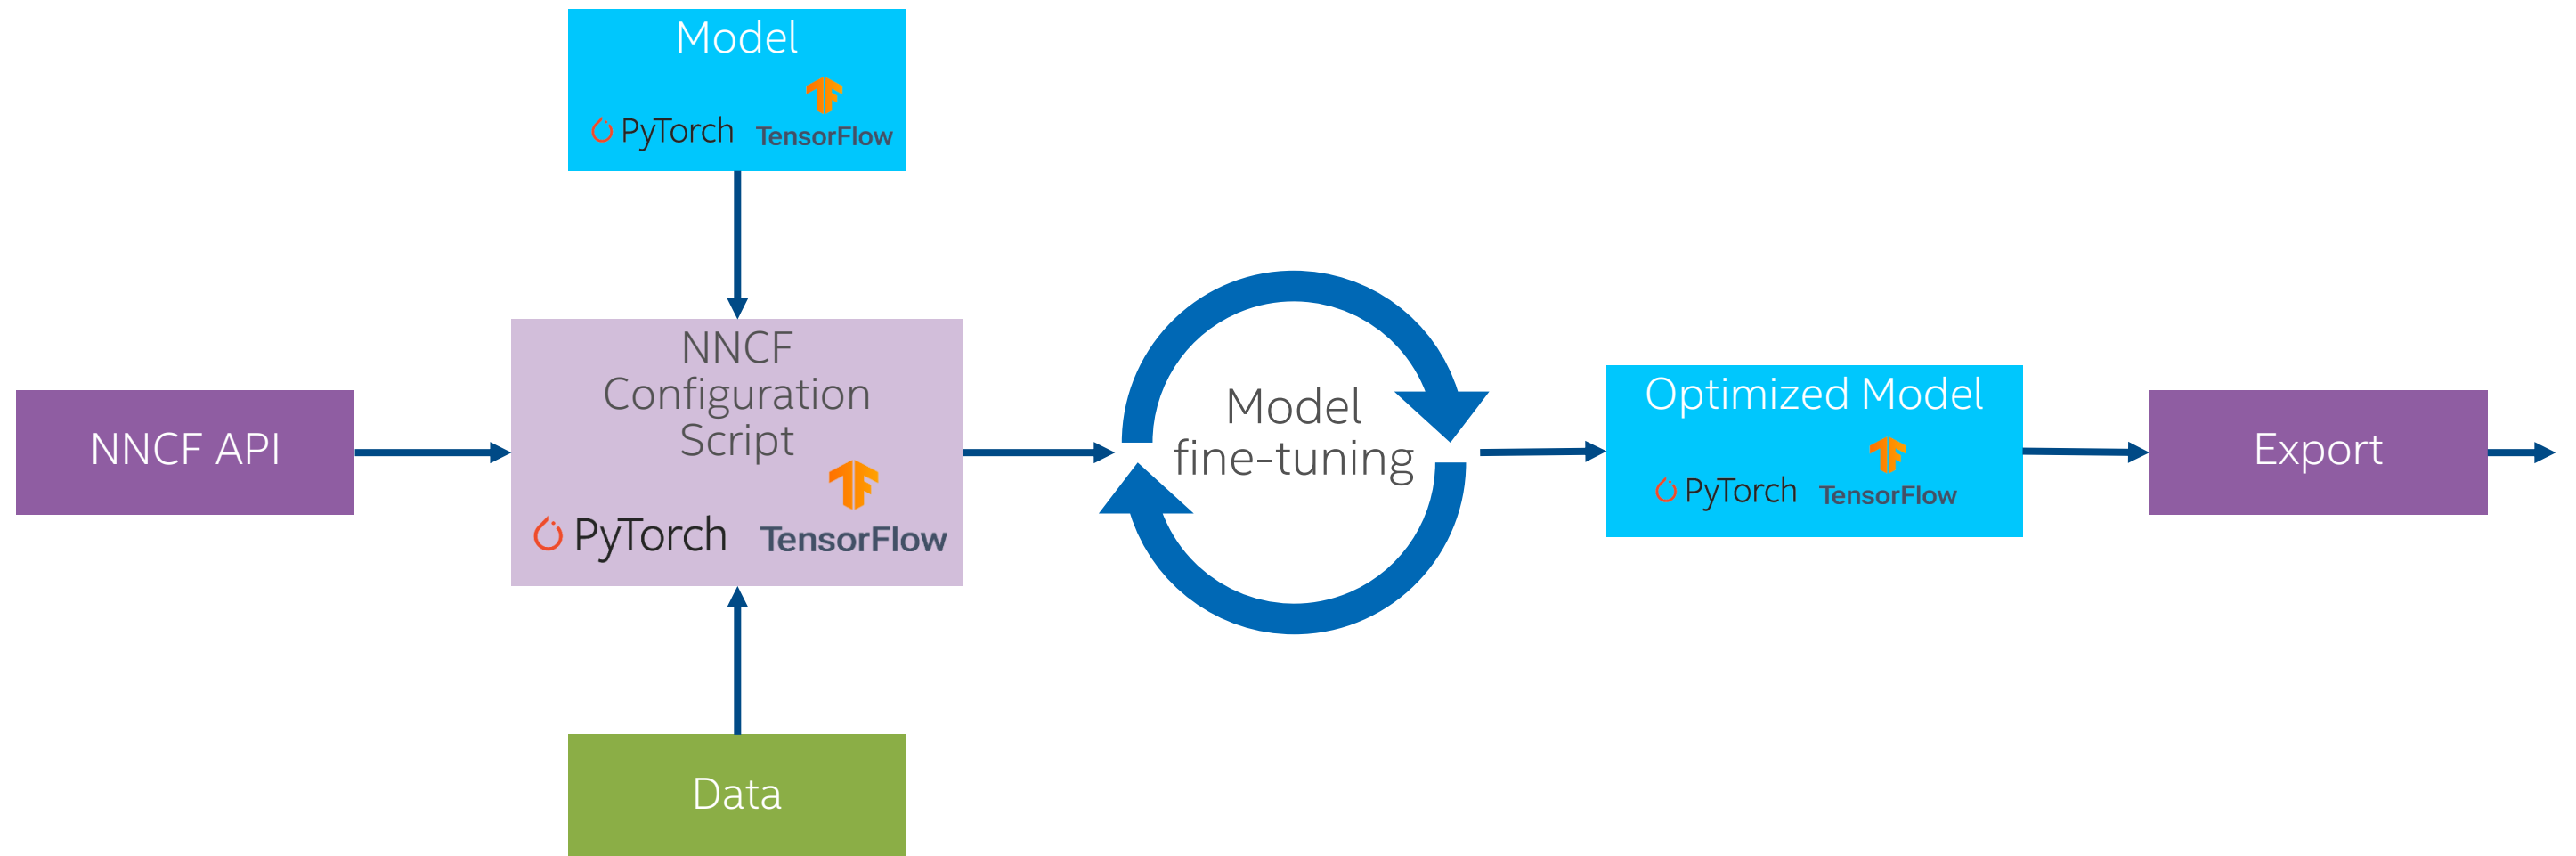 Model
PyTorch
TensorFlow
NNCF API
NNCF
Configuration
Script
PyTorch
TensorFlow
Data
Model
fine-tuning
Optimized Model
PyTorch
TensorFlow
Export